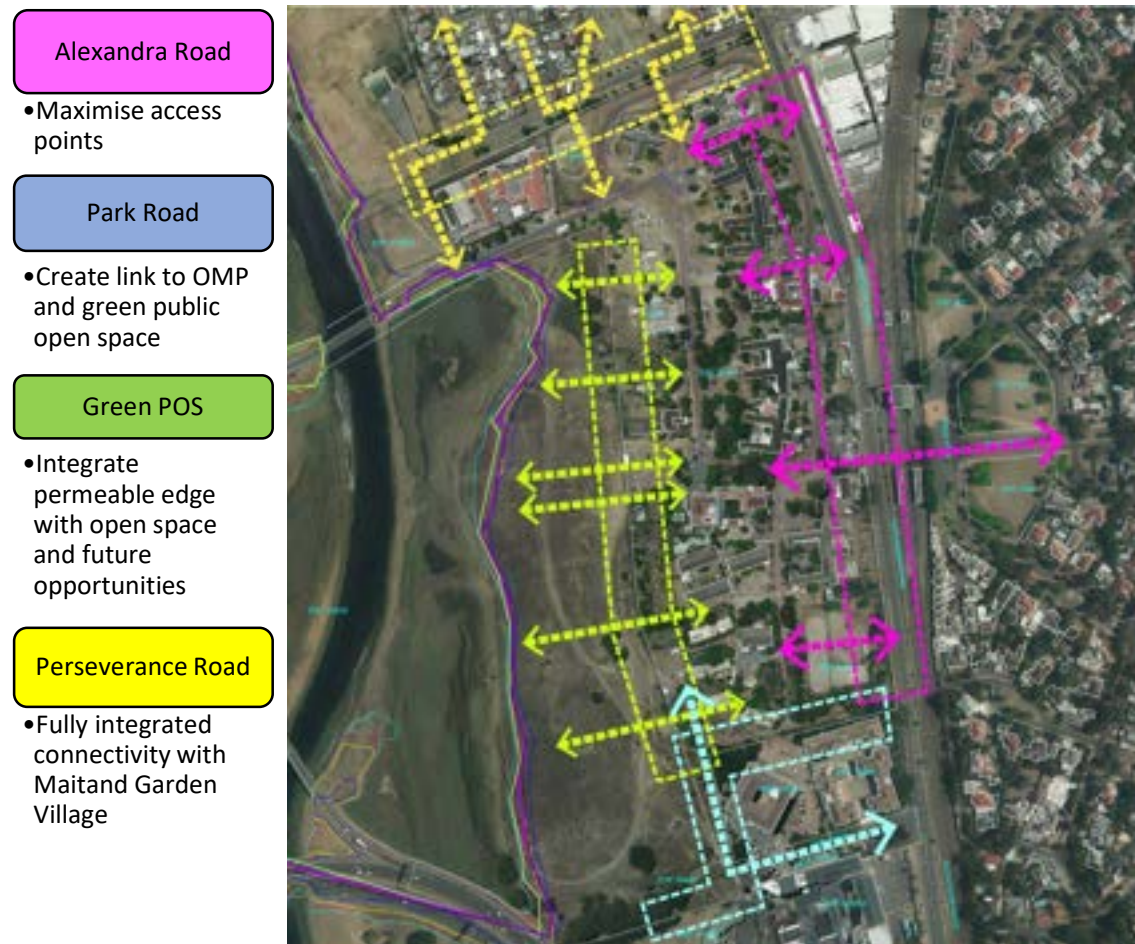 Alexandra Road
•Maximise access
points
Park Road
•Create link to OMP
and green public
open space
Green POS
•Integrate
permeable edge
with open space
and future
opportunities
Perseverance Road
•Fully integrated
connectivity with
Maitand Garden
Village